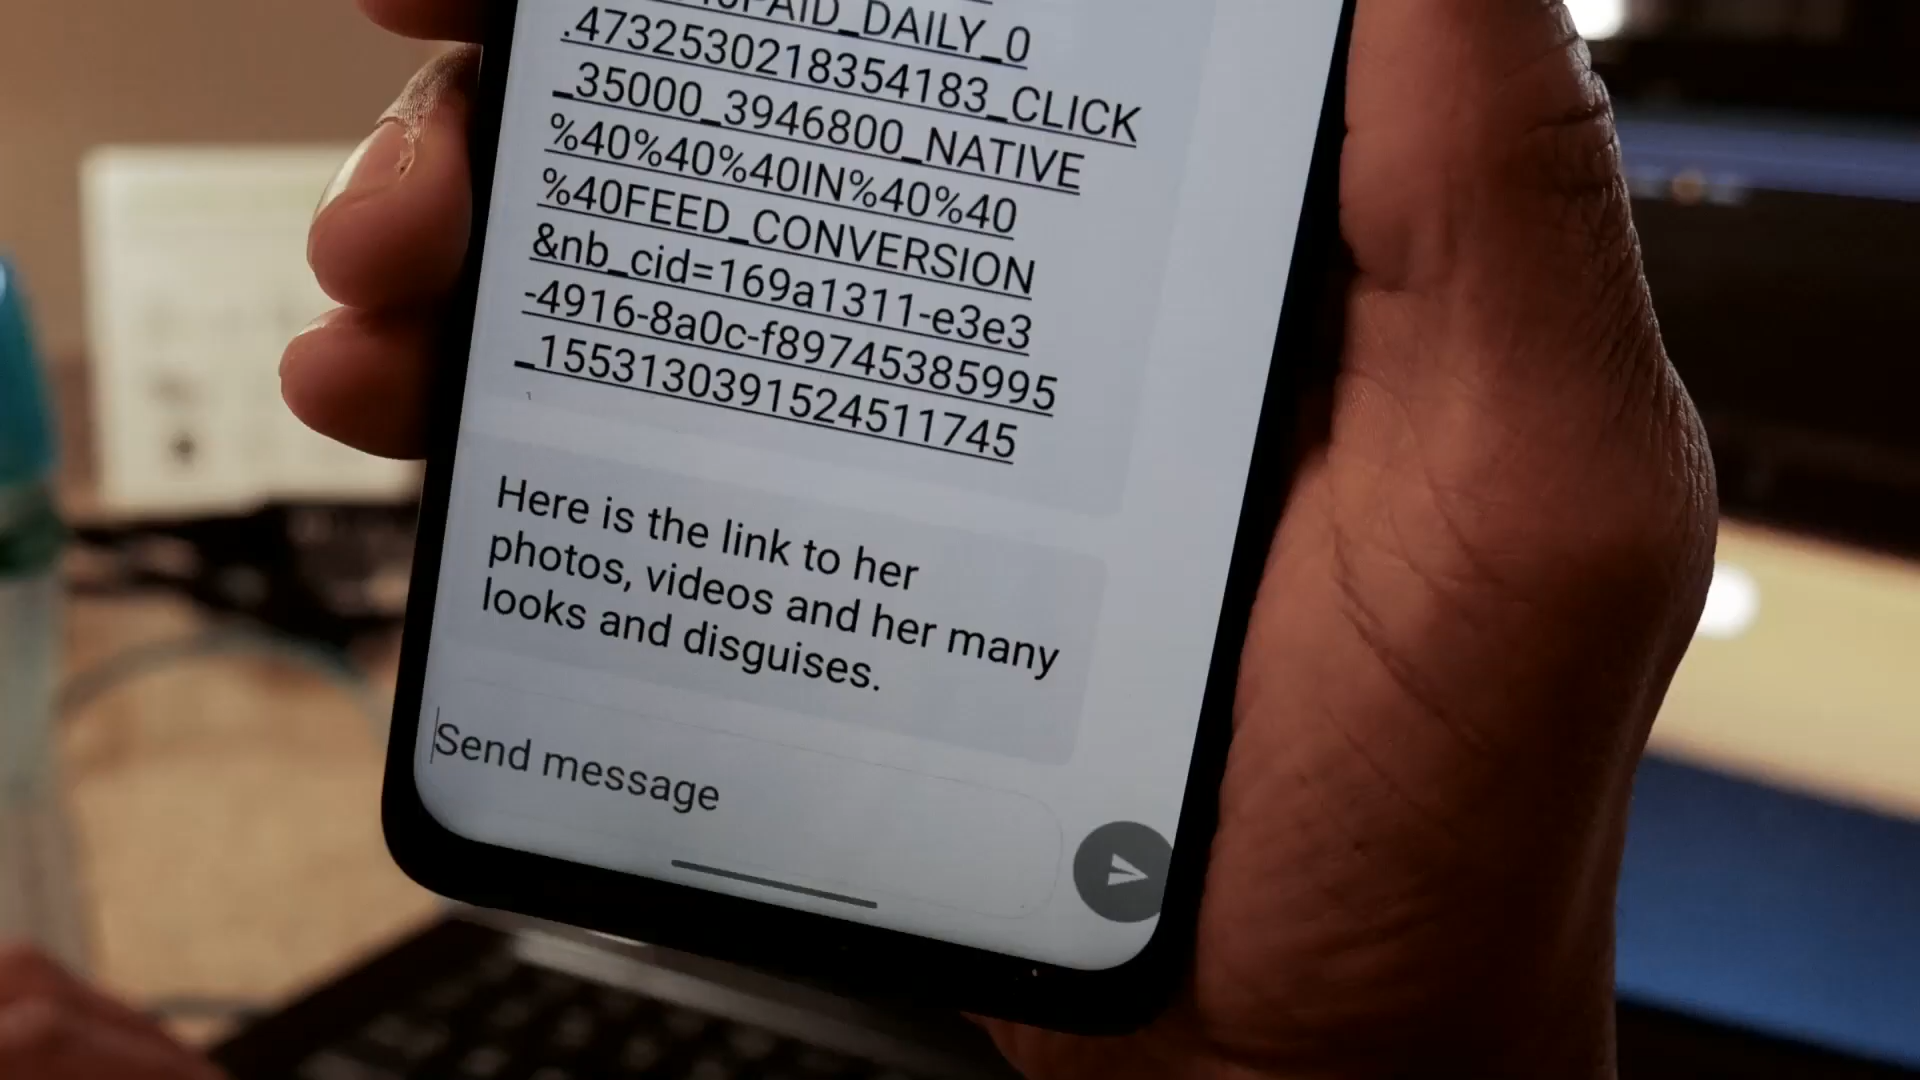 PAID_DAILY_0
.4732530218354183_CLICK
_35000_3946800_NATIVE
%40%40%40IN%40%40
%40FEED_CONVERSION
&nb_cid=169a1311-e3e3
-4916-8a0c-f89745385995
_1553130391524511745
Here is the link to her
photos, videos and her many
looks and disguises.
Send message